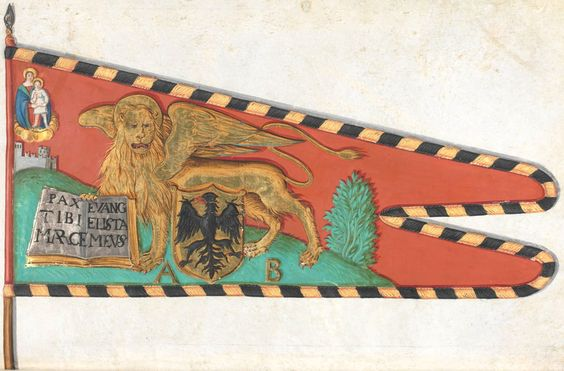 PAX
TIBI
MARCE
EVANG
ELISTA
MEVS
A B